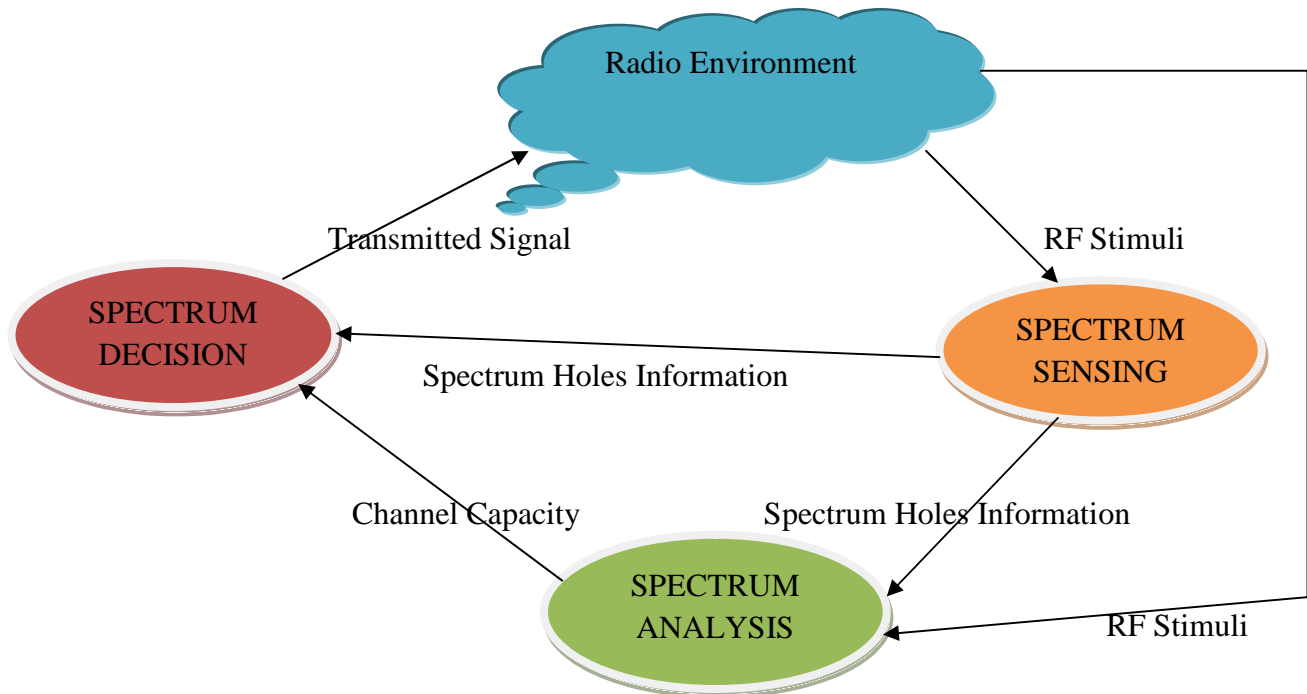 Radio Environment
Transmitted Signal
RF Stimuli
SPECTRUM
DECISION
SPECTRUM
SENSING
Spectrum Holes Information
Channel Capacity
Spectrum Holes Information
SPECTRUM
ANALYSIS
RF Stimuli